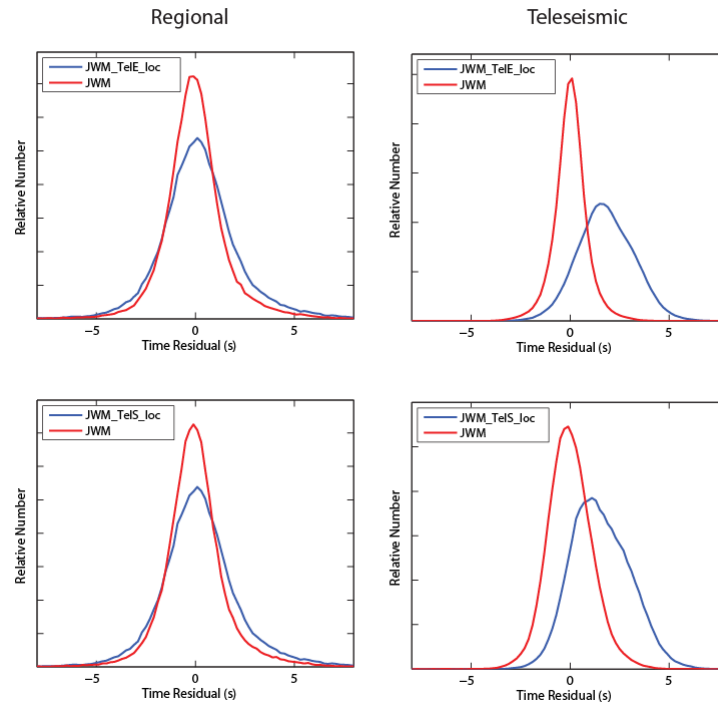 Regional
Teleseismic
JWM_TelE_loc
JWM
Relative Number
−5
0
5
Time Residual (s)
JWM_TelE_loc
JWM
Relative Number
−5
0
5
Time Residual (s)
JWM_TelS_loc
JWM
Relative Number
−5
0
5
Time Residual (s)
JWM_TelS_loc
JWM
Relative Number
−5
0
5
Time Residual (s)